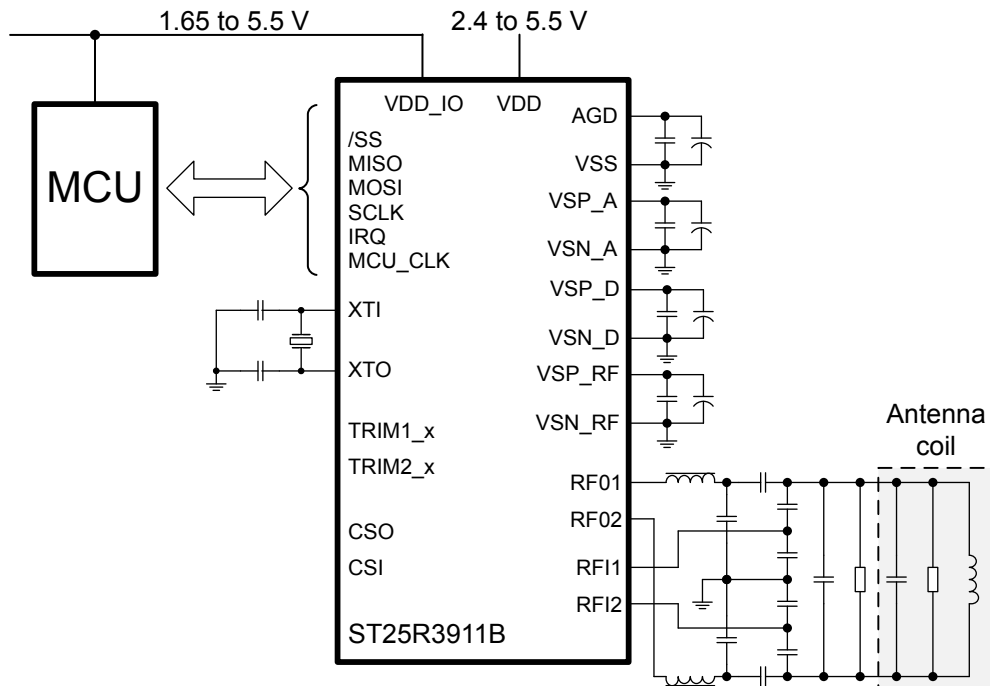 1.65 to 5.5 V
2.4 to 5.5 V
MCU
VDD_IO
VDD
/SS
MISO
MOSI
SCLK
IRQ
MCU_CLK
XTI
XTO
TRIM1_x
TRIM2_x
CSO
CSI
ST25R3911B
AGD
VSS
VSP_A
VSN_A
VSP_D
VSN_D
VSP_RF
VSN_RF
RF01
RF02
RFI1
RFI2
Antenna
coil